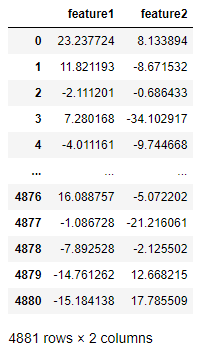 feature1 feature2
0 23.237724 8.133894
1 11.821193 -8.671532
2 -2.111201 -0.686433
3 7.280168 -34.102917
4 -4.011161 -9.744668
... ... ...
4876 16.088757 -5.072202
4877 -1.086728 -21.216061
4878 -7.892528 -2.125502
4879 -14.761262 12.668215
4880 -15.184138 17.785509
4881 rows × 2 columns